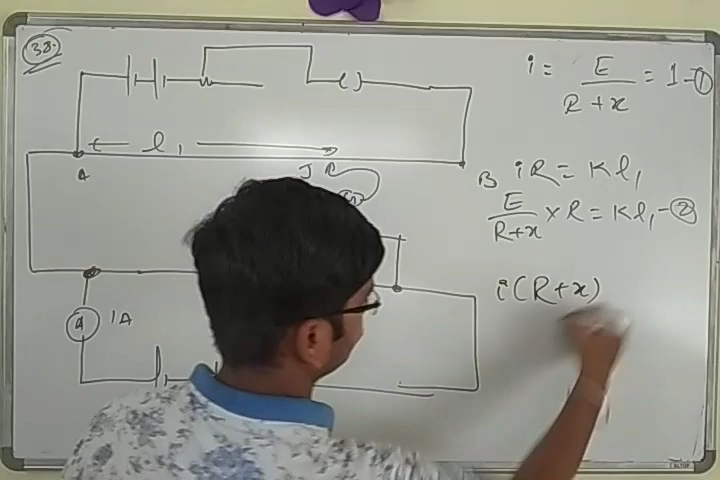 38.
i = E / R + x = 1 - ①
l₁
A
J
B
iR = Kl₁
E / R+x × R = Kl₁ - ②
i(R+x)
A 1A